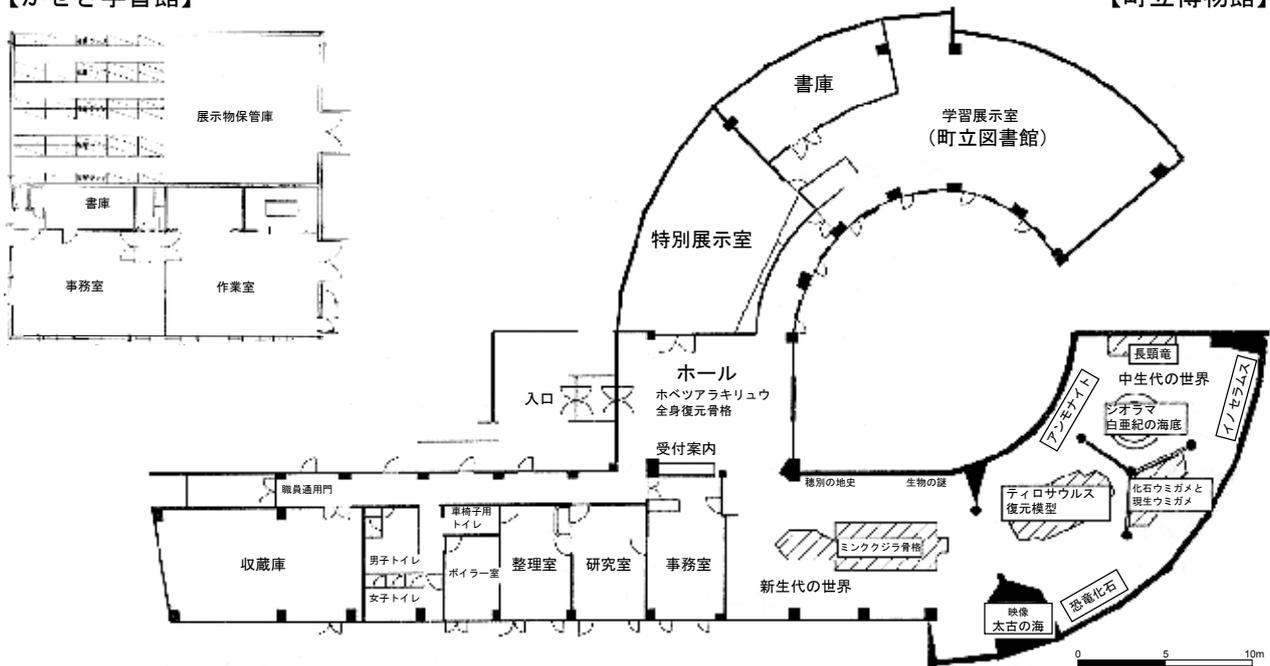 【かせき学習館】
【町立博物館】
展示物保管庫
書庫
事務室
作業室
書庫
学習展示室
（町立図書館）
特別展示室
ホール
ホベツアラキリュウ
全身復元骨格
入口
受付案内
職員通用門
収蔵庫
男子トイレ
女子トイレ
車椅子用
トイレ
ボイラー室
整理室
研究室
事務室
穂別の地史
生物の謎
ミンククジラ骨格
新生代の世界
長頸竜
中生代の世界
アンモナイト
イノセラムス
ジオラマ
白亜紀の海底
ティロサウルス
復元模型
化石ウミガメと
現生ウミガメ
恐竜化石
映像
太古の海
0 5 10m